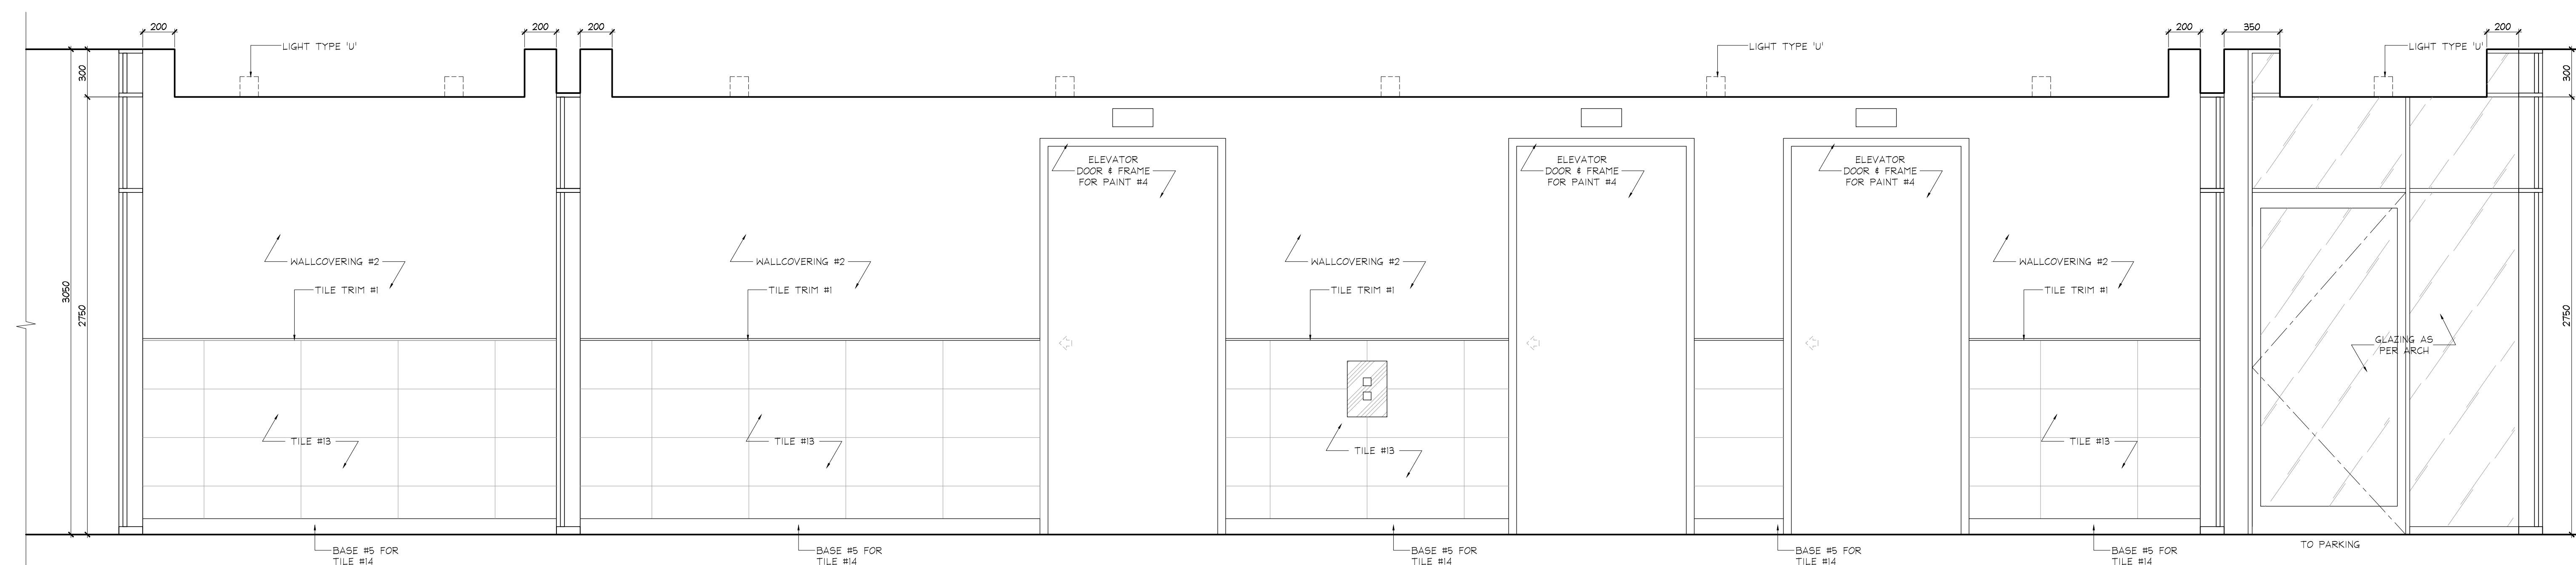 200
200
200
200
350
200
LIGHT TYPE 'U'
LIGHT TYPE 'U'
LIGHT TYPE 'U'
300
300
3050
2750
2750
ELEVATOR
DOOR & FRAME
FOR PAINT #4
ELEVATOR
DOOR & FRAME
FOR PAINT #4
ELEVATOR
DOOR & FRAME
FOR PAINT #4
WALLCOVERING #2
WALLCOVERING #2
WALLCOVERING #2
WALLCOVERING #2
TILE TRIM #1
TILE TRIM #1
TILE TRIM #1
TILE TRIM #1
GLAZING AS
PER ARCH
TILE #13
TILE #13
TILE #13
TILE #13
BASE #5 FOR
TILE #14
BASE #5 FOR
TILE #14
BASE #5 FOR
TILE #14
BASE #5 FOR
TILE #14
BASE #5 FOR
TILE #14
TO PARKING